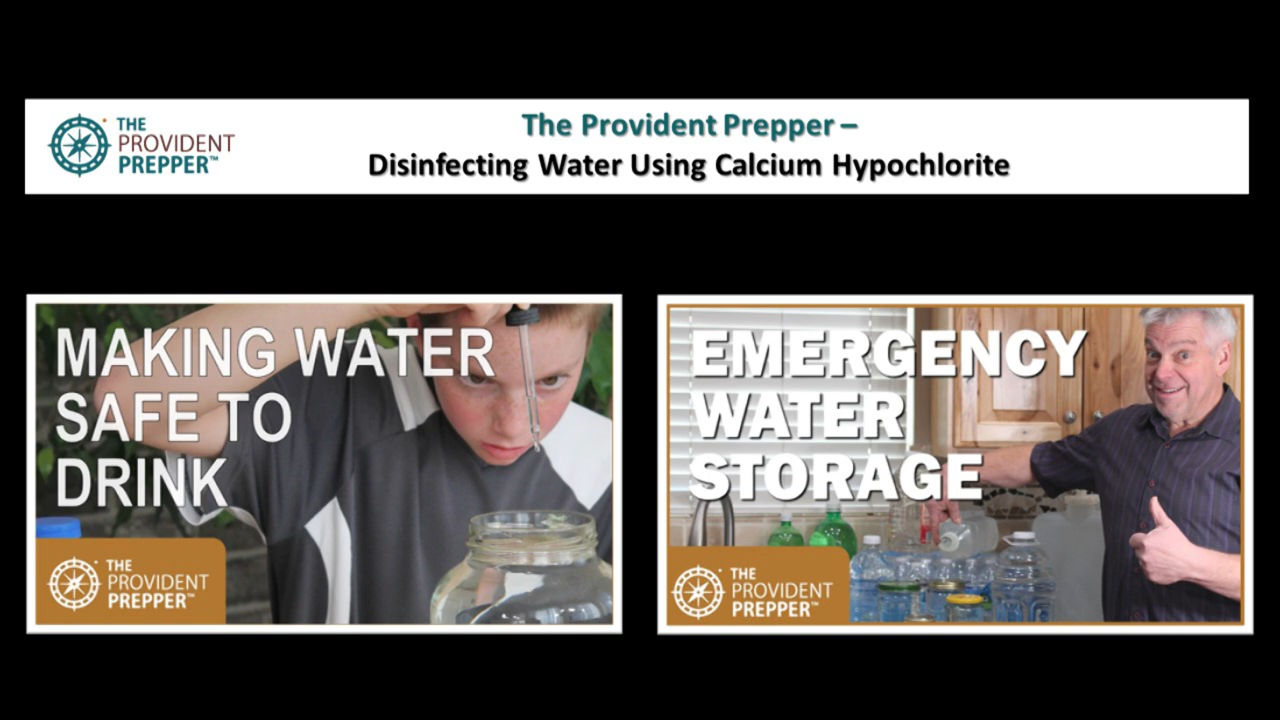 THE
PROVIDENT
PREPPER™
The Provident Prepper –
Disinfecting Water Using Calcium Hypochlorite
MAKING WATER
SAFE TO
DRINK
THE
PROVIDENT
PREPPER™
EMERGENCY
WATER
STORAGE
THE
PROVIDENT
PREPPER™